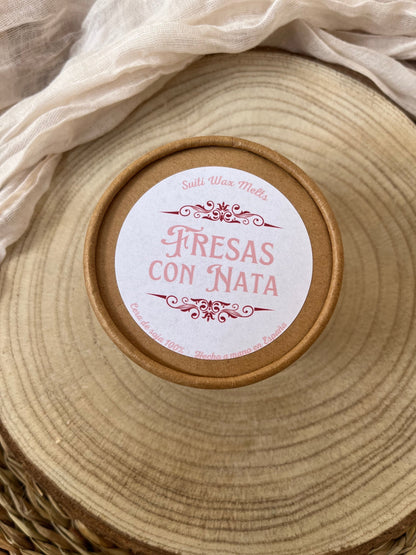 Suiti Wax Melts
FRESAS
CON NATA
Cera de soja 100% - Hecho a mano en España